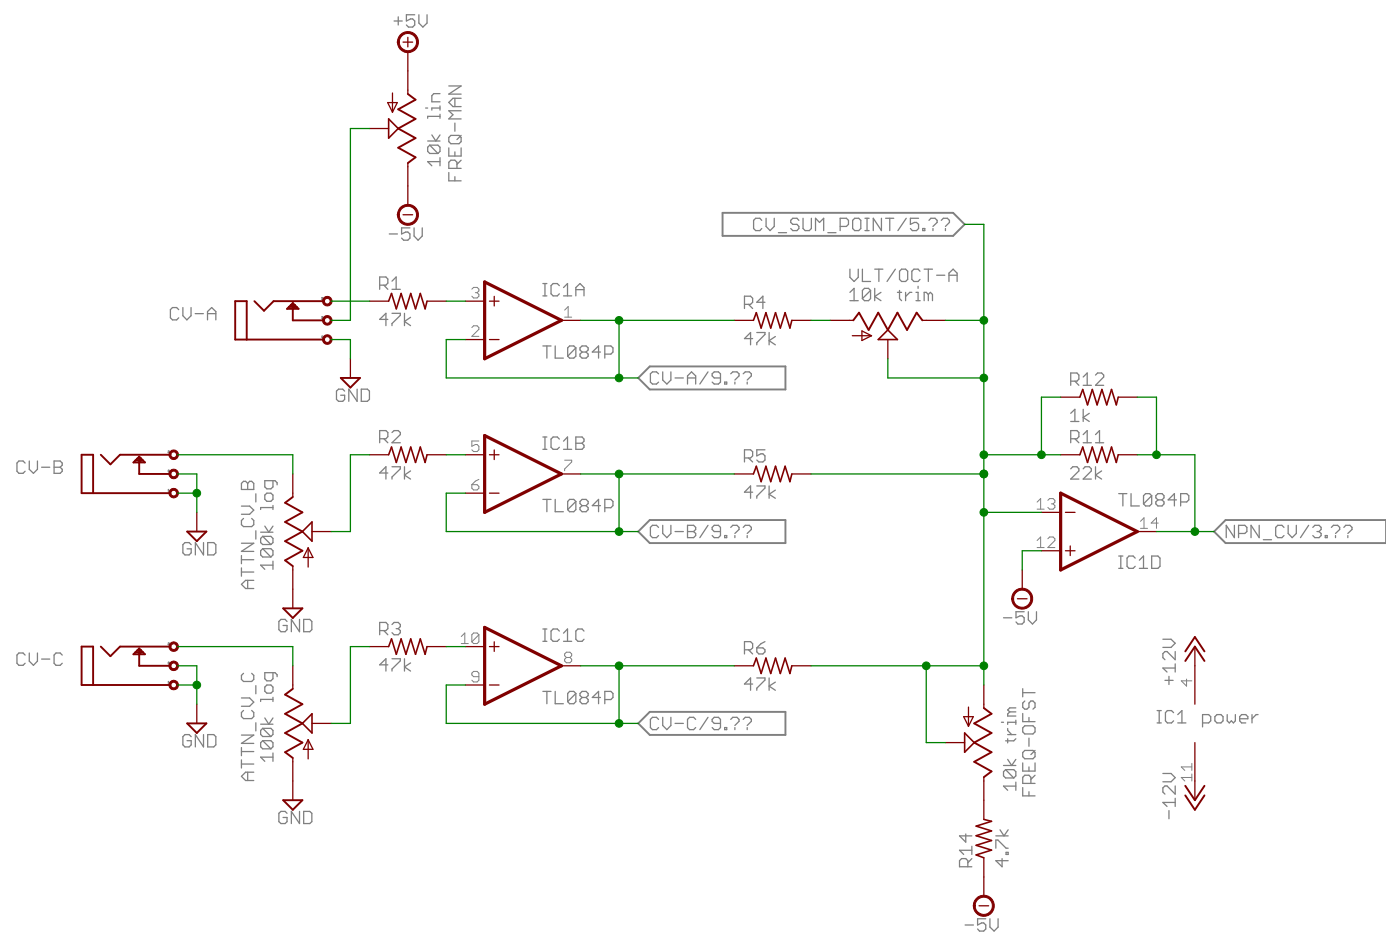 +5V
10k lin
FREQ-MAN
-5V
CV_SUM_POINT/5.??
VLT/OCT-A
10k trim
CV-A
R1
47k
3
2
1
IC1A
TL084P
R4
47k
CV-A/9.??
GND
R12
1k
R11
22k
CV-B
R2
47k
5
6
7
IC1B
TL084P
R5
47k
CV-B/9.??
GND
ATTN_CV_B
100k log
GND
TL084P
13
12
14
IC1D
NPN_CV/3.??
-5V
CV-C
R3
47k
10
9
8
IC1C
TL084P
R6
47k
CV-C/9.??
GND
ATTN_CV_C
100k log
GND
10k trim
FREQ-OFST
R14
4.7k
-5V
+12V
4
IC1 power
11
-12V